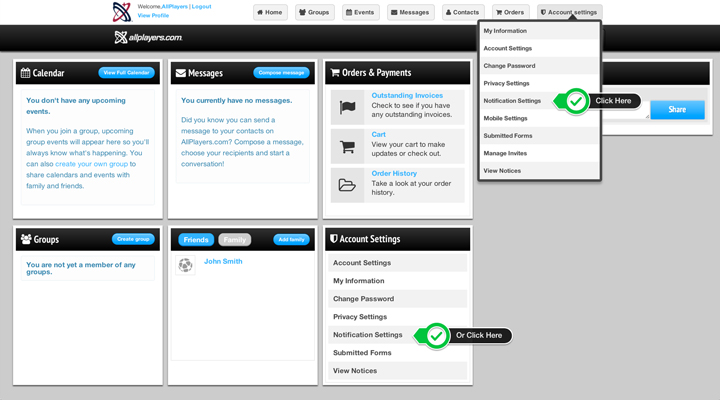 Welcome,AllPlayers | Logout
View Profile
Home
Groups
Events
Messages
Contacts
Orders
Account settings
allplayers.com
My Information
Account Settings
Change Password
Privacy Settings
Notification Settings
Mobile Settings
Submitted Forms
Manage Invites
View Notices
Click Here
Share
Calendar
View Full Calendar
You don't have any upcoming
events.
When you join a group, upcoming
group events will appear here so you'll
always know what's happening. You
can also create your own group to
share calendars and events with
family and friends.
Messages
Compose message
You currently have no messages.
Did you know you can send a
message to your contacts on
AllPlayers.com? Compose a message,
choose your recipients and start a
conversation!
Orders & Payments
Outstanding Invoices
Check to see if you have
any outstanding invoices.
Cart
View your cart to make
updates or check out.
Order History
Take a look at your order
history.
Groups
Create group
You are not yet a member of any
groups.
Friends
Family
Add family
John Smith
Account Settings
Account Settings
My Information
Change Password
Privacy Settings
Notification Settings
Submitted Forms
View Notices
Or Click Here